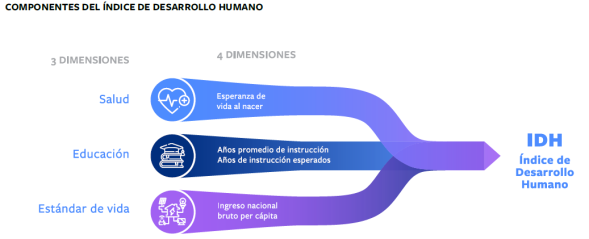 COMPONENTES DEL ÍNDICE DE DESARROLLO HUMANO
3 DIMENSIONES
4 DIMENSIONES
Salud
Esperanza de
vida al nacer
Educación
Años promedio de instrucción
Años de instrucción esperados
Estándar de vida
Ingreso nacional
bruto per cápita
IDH
Índice de
Desarrollo
Humano